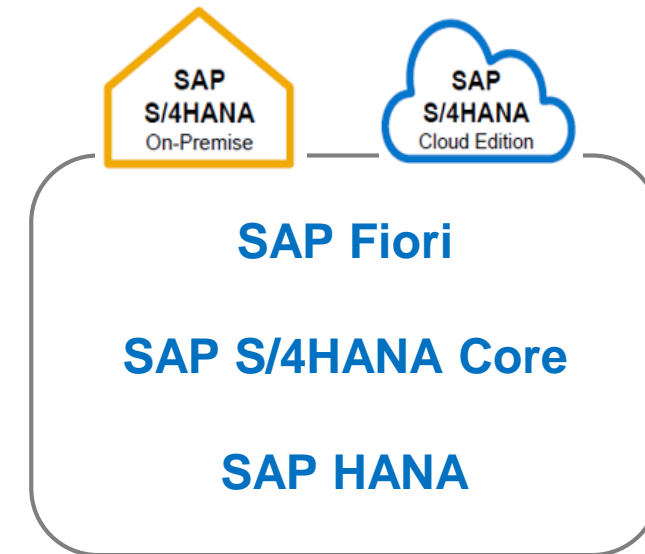 SAP
S/4HANA
On-Premise
SAP
S/4HANA
Cloud Edition
SAP Fiori
SAP S/4HANA Core
SAP HANA